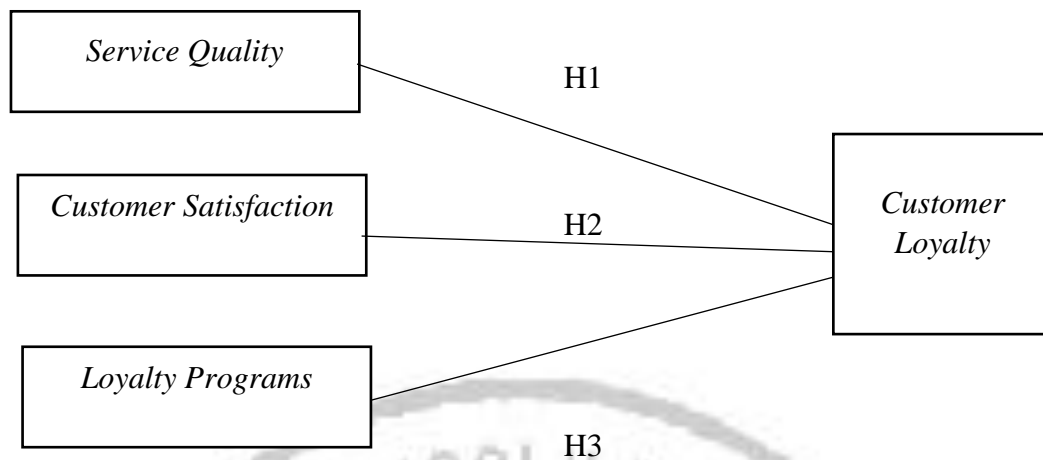 Service Quality
H1
Customer Satisfaction
H2
Customer
Loyalty
Loyalty Programs
H3